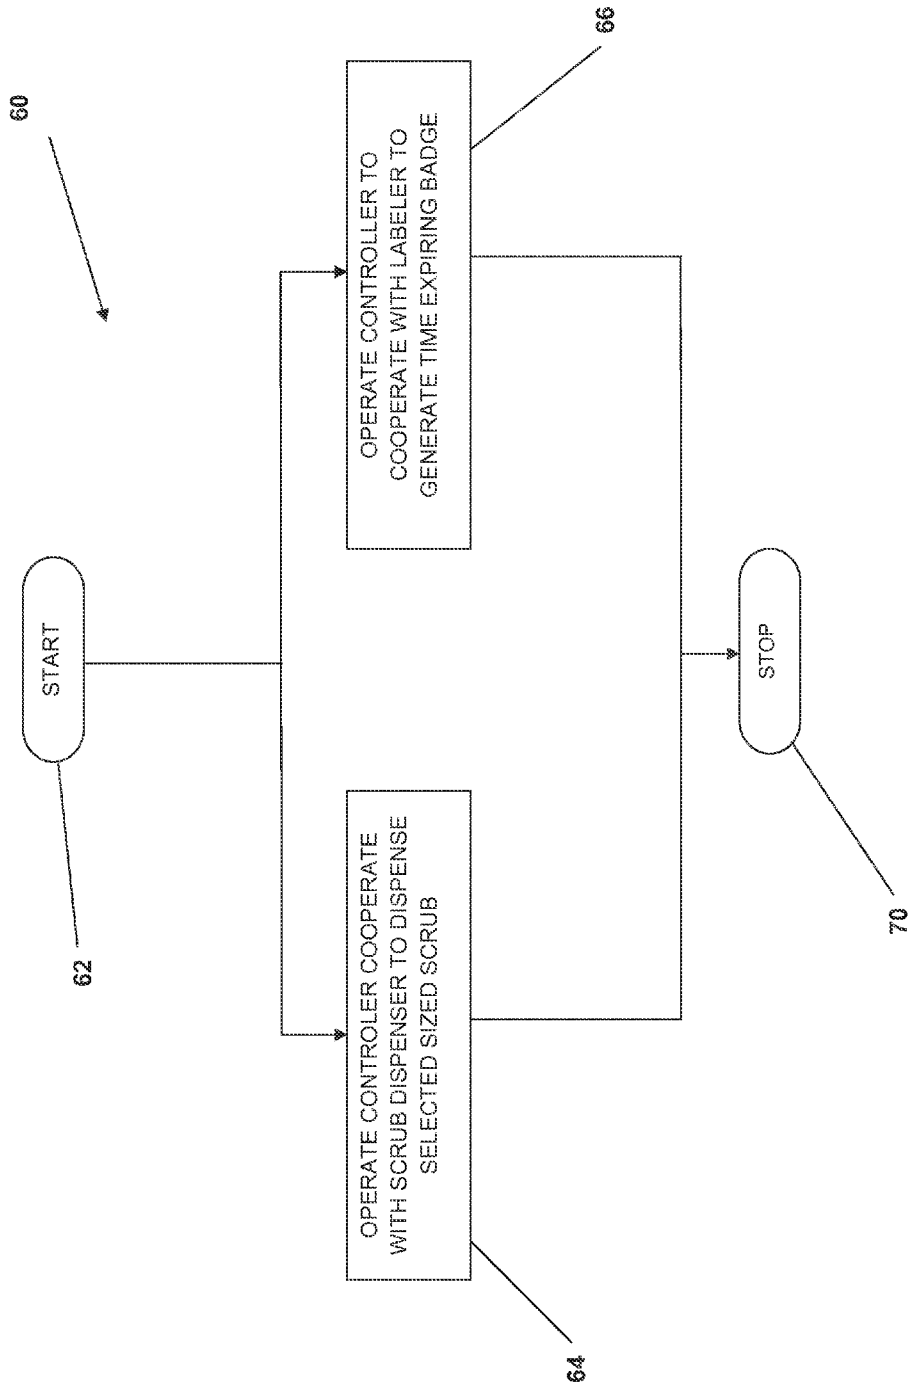 60
START
62
OPERATE CONTROLER COOPERATE
WITH SCRUB DISPENSER TO DISPENSE
SELECTED SIZED SCRUB
64
OPERATE CONTROLLER TO
COOPERATE WITH LABELER TO
GENERATE TIME EXPIRING BADGE
66
STOP
70